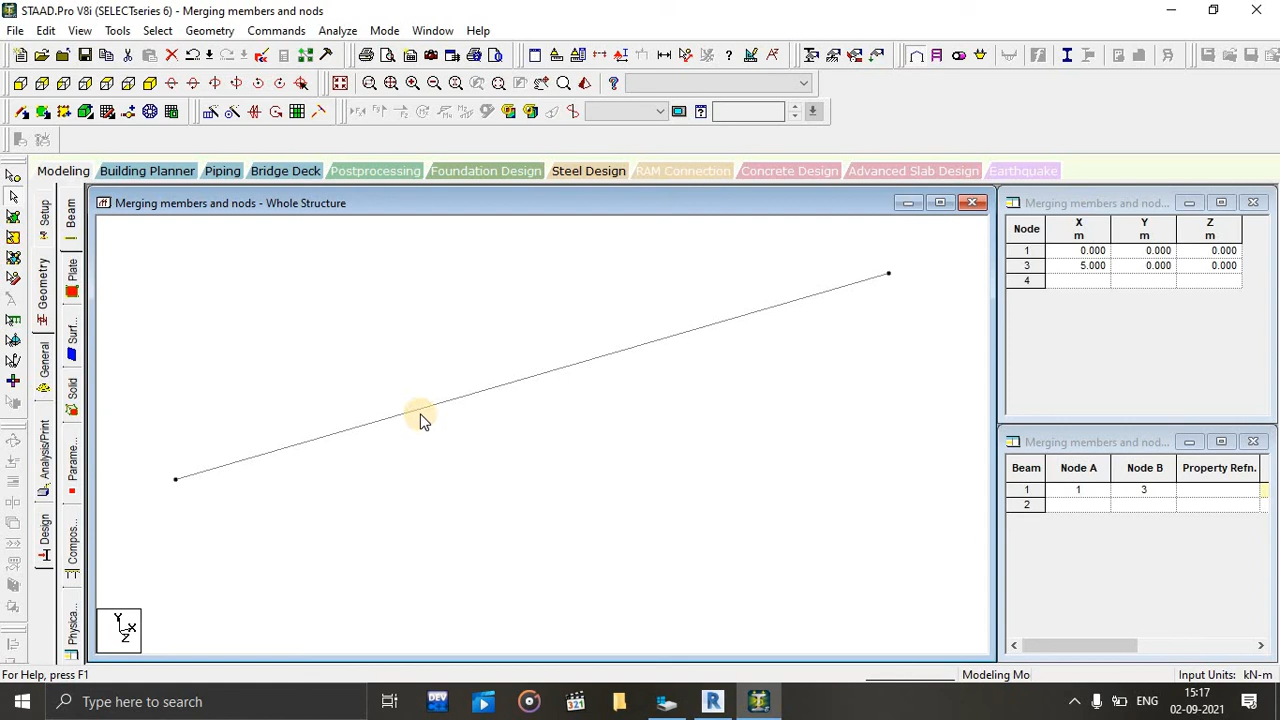 STAAD.Pro V8i (SELECTseries 6) - Merging members and nods
File Edit View Tools Select Geometry Commands Analyze Mode Window Help
Modeling Building Planner Piping Bridge Deck Postprocessing Foundation Design Steel Design RAM Connection Concrete Design Advanced Slab Design Earthquake
Setup
Geometry
General
Analysis/Print
Design
Beam
Plate
Surf...
Solid
Parame...
Compos...
Physica...
Merging members and nods - Whole Structure
Y
X
Z
Merging members and nod...
Node X Y Z
m m m
1 0.000 0.000 0.000
3 5.000 0.000 0.000
4
Merging members and nod...
Beam Node A Node B Property Refn.
1 1 3
2
For Help, press F1
Modeling Mo
Input Units: kN-m
Type here to search
DEV
321
R
ENG
15:17
02-09-2021